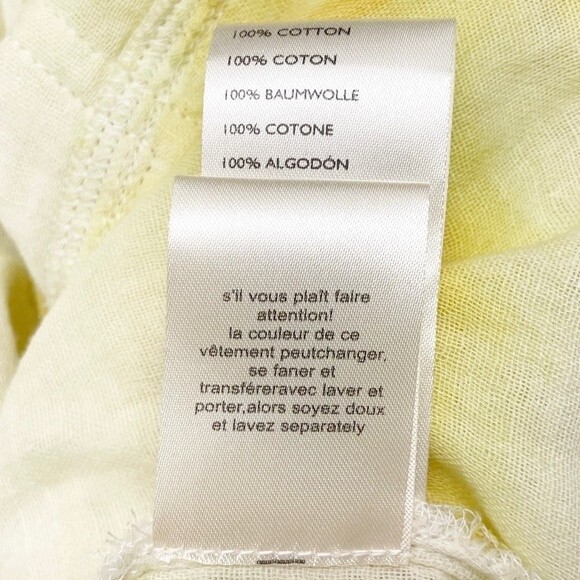 100% COTTON
100% COTON
100% BAUMWOLLE
100% COTONE
100% ALGODÓN
s'il vous plaît faire
attention!
la couleur de ce
vêtement peutchanger,
se faner et
transféreravec laver et
porter,alors soyez doux
et lavez separately